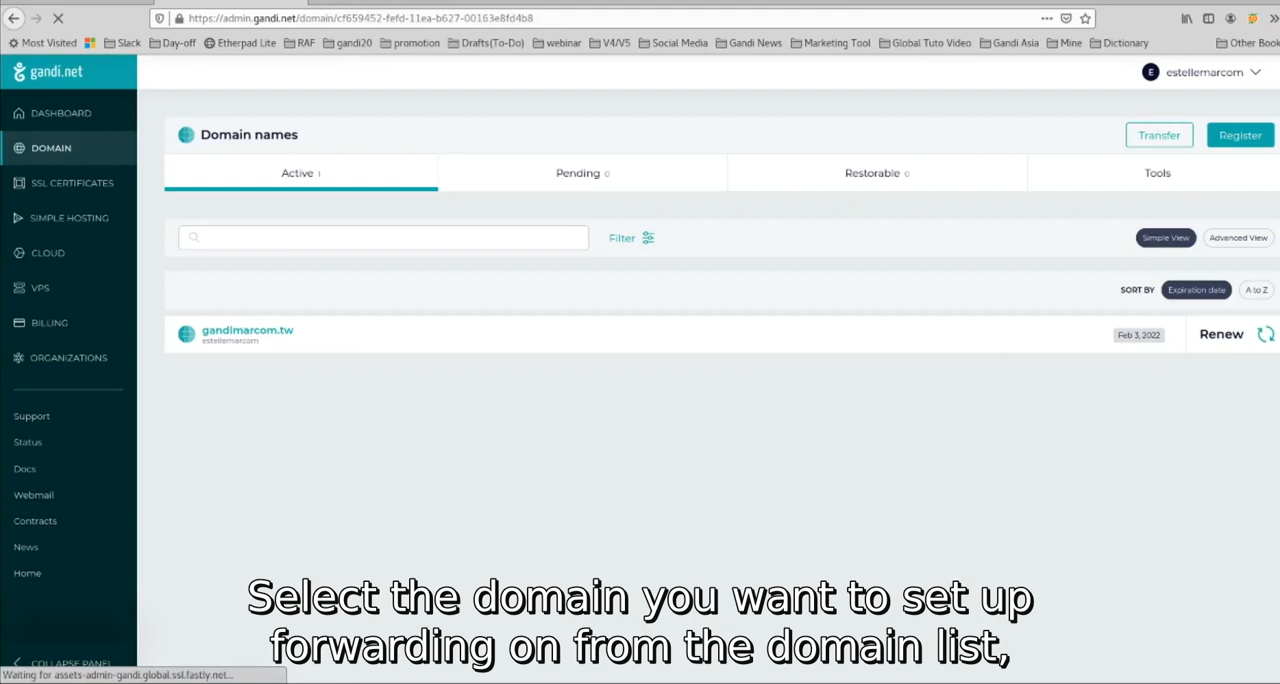 https://admin.gandi.net/domain/cf659452-fefd-11ea-b627-00163e8fd4b8
Most Visited Slack Day-off Etherpad Lite RAF gandi20 promotion Drafts(To-Do) webinar V4/V5 Social Media Gandi News Marketing Tool Global Tuto Video Gandi Asia Mine Dictionary Other Book
gandi.net
E estellemarcom
DASHBOARD
DOMAIN
SSL CERTIFICATES
SIMPLE HOSTING
CLOUD
VPS
BILLING
ORGANIZATIONS
Support
Status
Docs
Webmail
Contracts
News
Home
COLLAPSE PANEL
Domain names
Transfer Register
Active 1 Pending 0 Restorable 0 Tools
Filter Simple View Advanced View
SORT BY Expiration date A to Z
gandimarcom.tw
estellemarcom
Feb 3, 2022 Renew
Select the domain you want to set up
forwarding on from the domain list,
Waiting for assets-admin-gandi.global.ssl.fastly.net...